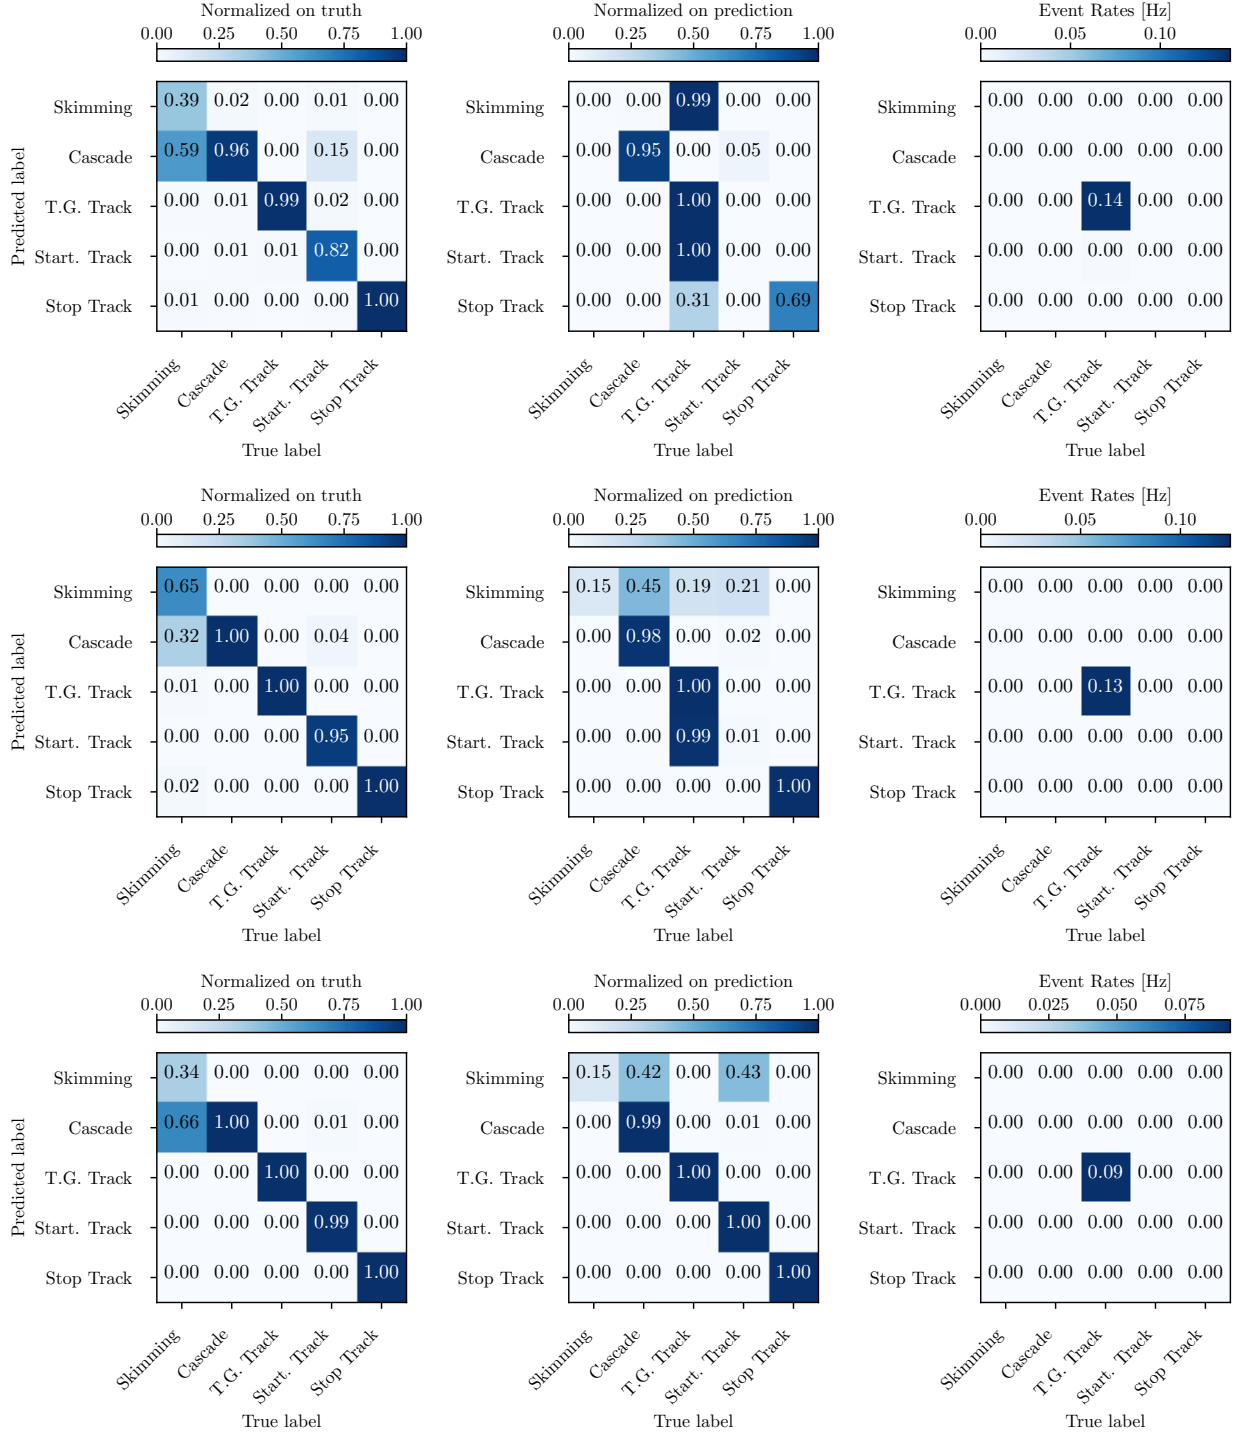 Normalized on truth
0.00 0.25 0.50 0.75 1.00
Predicted label
Skimming 0.39 0.02 0.00 0.01 0.00
Cascade 0.59 0.96 0.00 0.15 0.00
T.G. Track 0.00 0.01 0.99 0.02 0.00
Start. Track 0.00 0.01 0.01 0.82 0.00
Stop Track 0.01 0.00 0.00 0.00 1.00
Skimming Cascade T.G. Track Start. Track Stop Track
True label
Normalized on prediction
0.00 0.25 0.50 0.75 1.00
Skimming 0.00 0.00 0.99 0.00 0.00
Cascade 0.00 0.95 0.00 0.05 0.00
T.G. Track 0.00 0.00 1.00 0.00 0.00
Start. Track 0.00 0.00 1.00 0.00 0.00
Stop Track 0.00 0.00 0.31 0.00 0.69
Skimming Cascade T.G. Track Start. Track Stop Track
True label
Event Rates [Hz]
0.00 0.05 0.10
Skimming 0.00 0.00 0.00 0.00 0.00
Cascade 0.00 0.00 0.00 0.00 0.00
T.G. Track 0.00 0.00 0.14 0.00 0.00
Start. Track 0.00 0.00 0.00 0.00 0.00
Stop Track 0.00 0.00 0.00 0.00 0.00
Skimming Cascade T.G. Track Start. Track Stop Track
True label
Normalized on truth
0.00 0.25 0.50 0.75 1.00
Predicted label
Skimming 0.65 0.00 0.00 0.00 0.00
Cascade 0.32 1.00 0.00 0.04 0.00
T.G. Track 0.01 0.00 1.00 0.00 0.00
Start. Track 0.00 0.00 0.00 0.95 0.00
Stop Track 0.02 0.00 0.00 0.00 1.00
Skimming Cascade T.G. Track Start. Track Stop Track
True label
Normalized on prediction
0.00 0.25 0.50 0.75 1.00
Skimming 0.15 0.45 0.19 0.21 0.00
Cascade 0.00 0.98 0.00 0.02 0.00
T.G. Track 0.00 0.00 1.00 0.00 0.00
Start. Track 0.00 0.00 0.99 0.01 0.00
Stop Track 0.00 0.00 0.00 0.00 1.00
Skimming Cascade T.G. Track Start. Track Stop Track
True label
Event Rates [Hz]
0.00 0.05 0.10
Skimming 0.00 0.00 0.00 0.00 0.00
Cascade 0.00 0.00 0.00 0.00 0.00
T.G. Track 0.00 0.00 0.13 0.00 0.00
Start. Track 0.00 0.00 0.00 0.00 0.00
Stop Track 0.00 0.00 0.00 0.00 0.00
Skimming Cascade T.G. Track Start. Track Stop Track
True label
Normalized on truth
0.00 0.25 0.50 0.75 1.00
Predicted label
Skimming 0.34 0.00 0.00 0.00 0.00
Cascade 0.66 1.00 0.00 0.01 0.00
T.G. Track 0.00 0.00 1.00 0.00 0.00
Start. Track 0.00 0.00 0.00 0.99 0.00
Stop Track 0.00 0.00 0.00 0.00 1.00
Skimming Cascade T.G. Track Start. Track Stop Track
True label
Normalized on prediction
0.00 0.25 0.50 0.75 1.00
Skimming 0.15 0.42 0.00 0.43 0.00
Cascade 0.00 0.99 0.00 0.01 0.00
T.G. Track 0.00 0.00 1.00 0.00 0.00
Start. Track 0.00 0.00 0.00 1.00 0.00
Stop Track 0.00 0.00 0.00 0.00 1.00
Skimming Cascade T.G. Track Start. Track Stop Track
True label
Event Rates [Hz]
0.000 0.025 0.050 0.075
Skimming 0.00 0.00 0.00 0.00 0.00
Cascade 0.00 0.00 0.00 0.00 0.00
T.G. Track 0.00 0.00 0.09 0.00 0.00
Start. Track 0.00 0.00 0.00 0.00 0.00
Stop Track 0.00 0.00 0.00 0.00 0.00
Skimming Cascade T.G. Track Start. Track Stop Track
True label